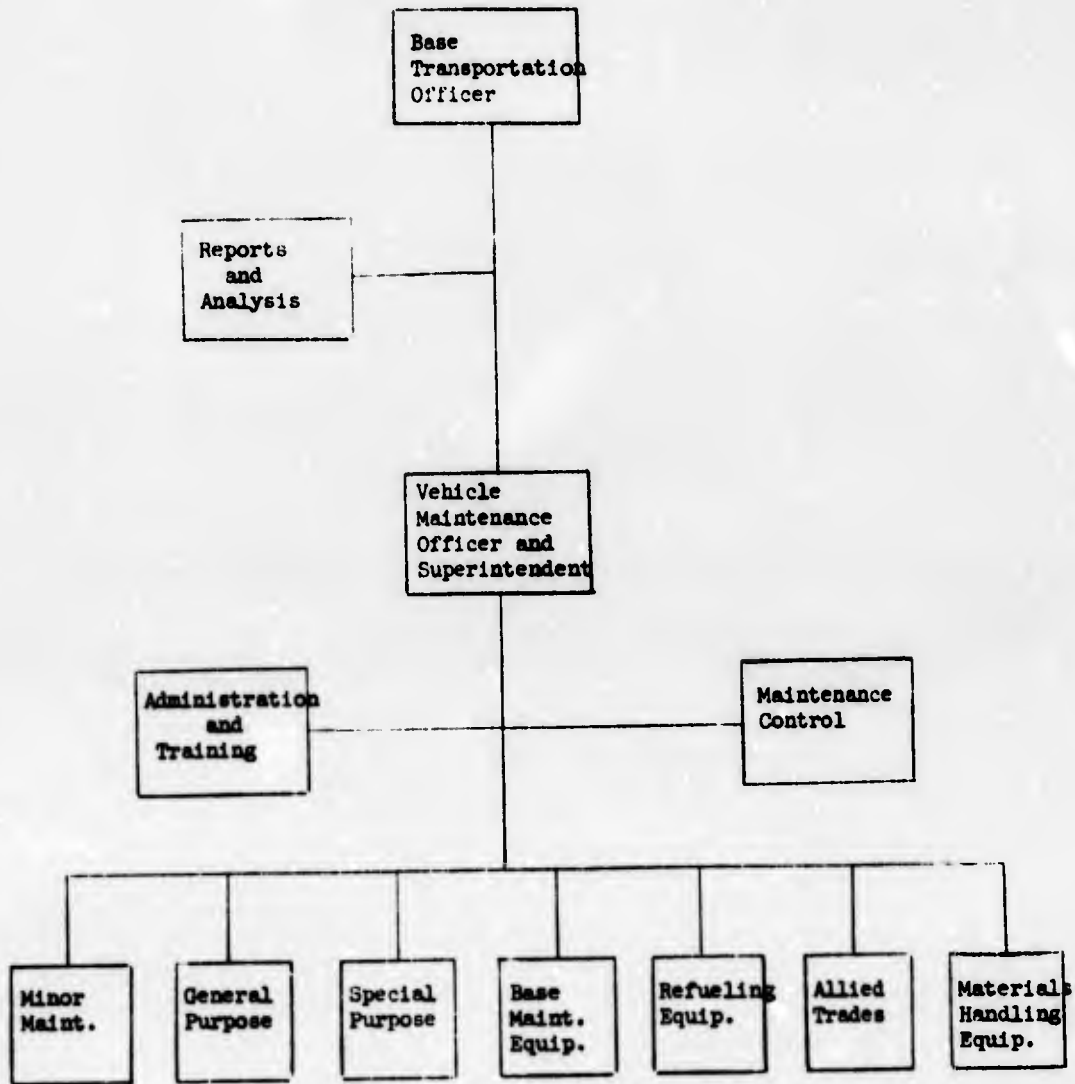 Base
Transportation
Officer
Reports
and
Analysis
Vehicle
Maintenance
Officer and
Superintendent
Administration
and
Training
Maintenance
Control
Minor
Maint.
General
Purpose
Special
Purpose
Base
Maint.
Equip.
Refueling
Equip.
Allied
Trades
Materials
Handling
Equip.